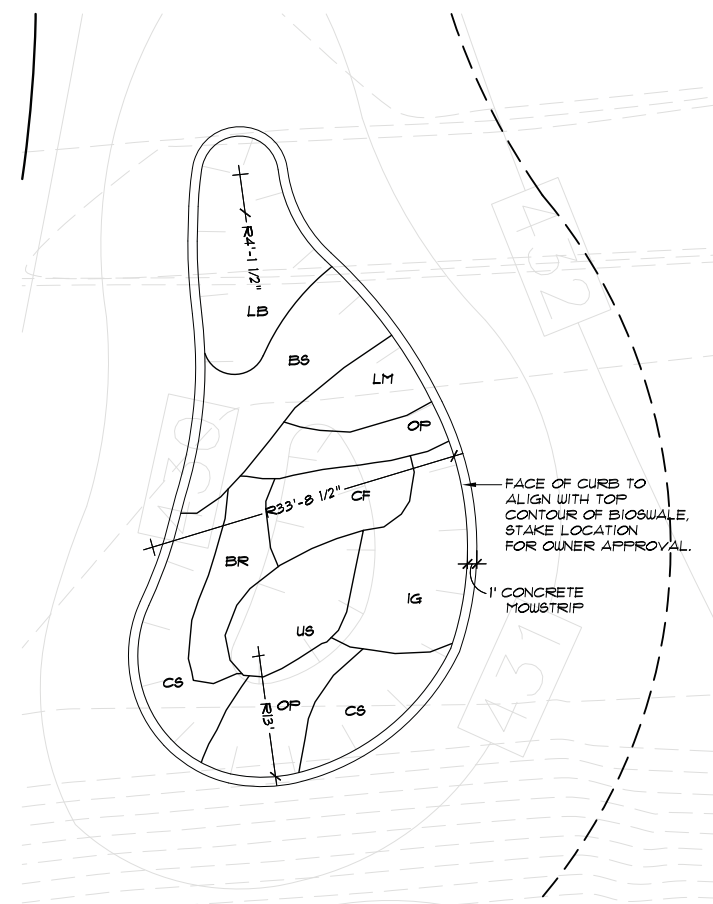 432
R4'-1 1/2"
LB
BS
LM
430
OP
R33'-8 1/2"
CF
FACE OF CURB TO
ALIGN WITH TOP
CONTOUR OF BIOSWALE,
STAKE LOCATION
FOR OWNER APPROVAL.
BR
1' CONCRETE
MOWSTRIP
IG
US
431
CS
OP
R13'
CS